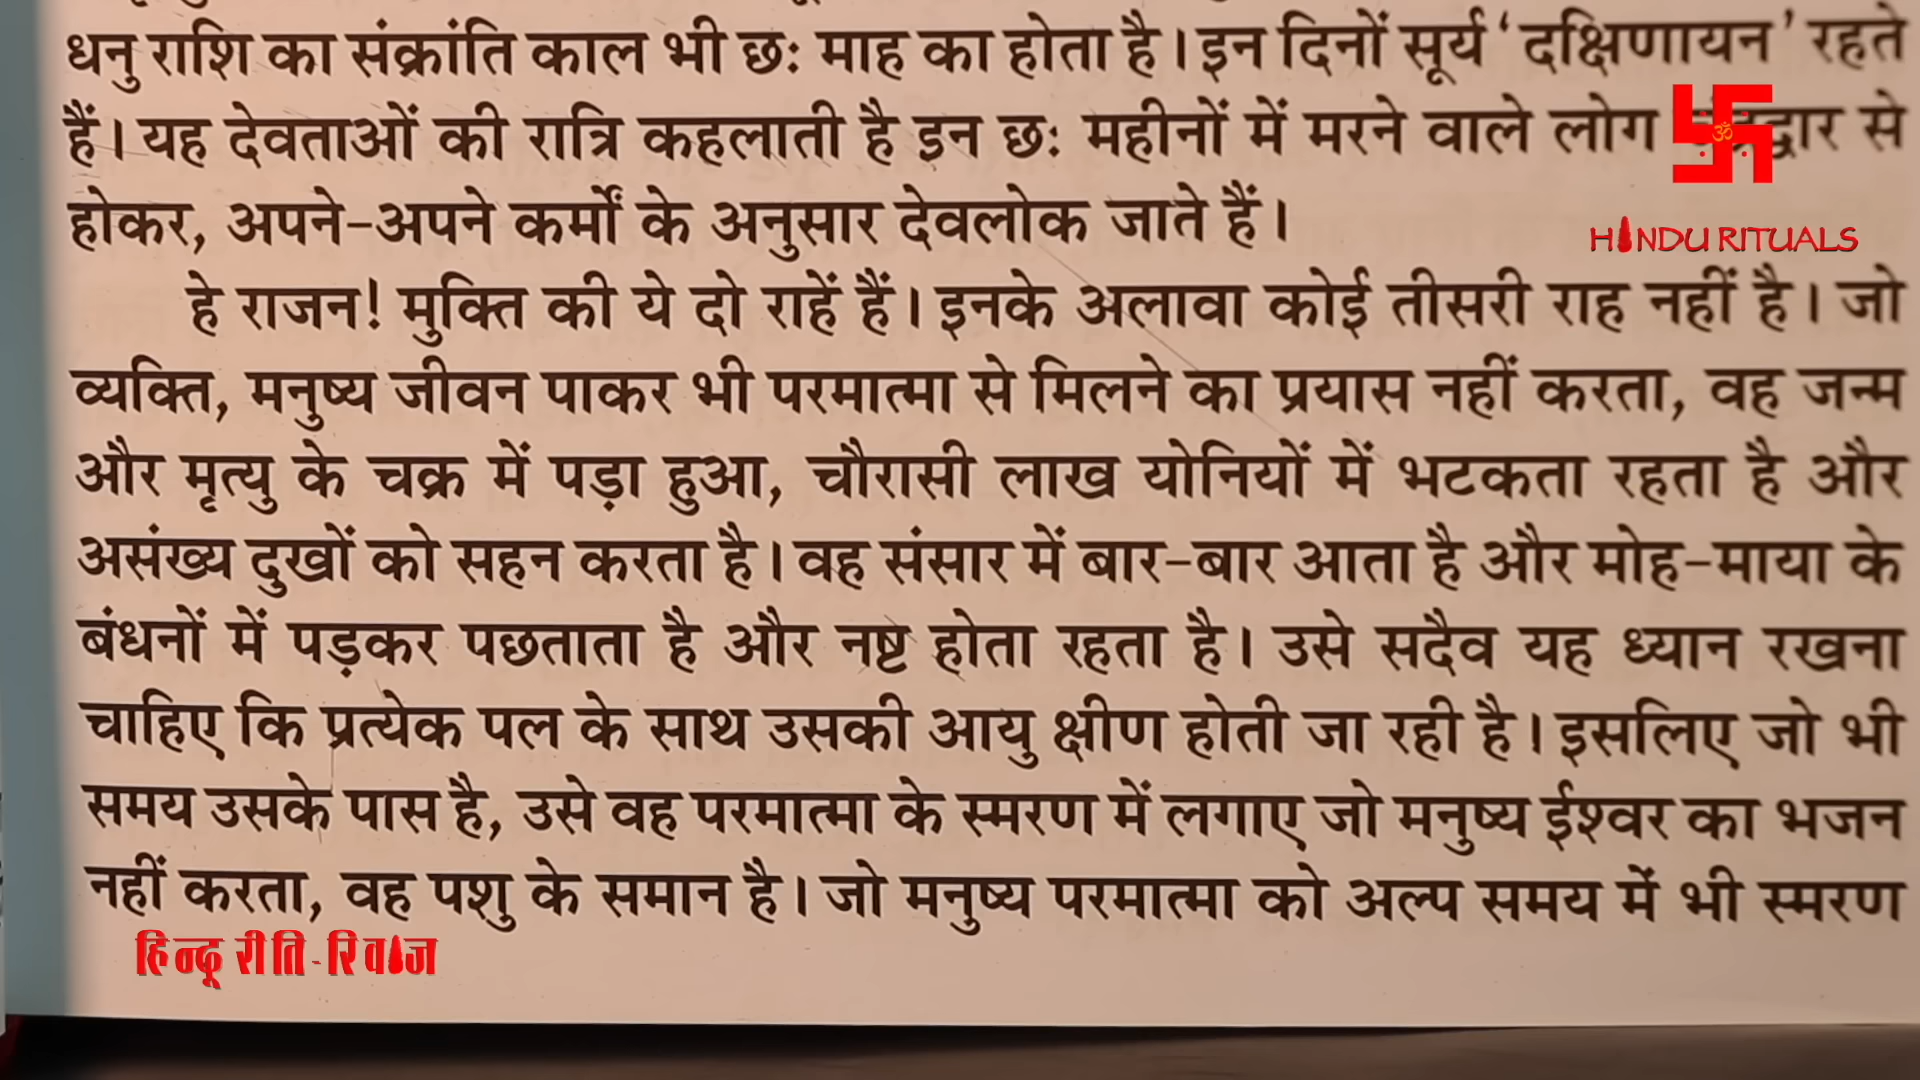 धनु राशि का संक्रांति काल भी छः माह का होता है। इन दिनों सूर्य ‘दक्षिणायन’ रहते
हैं। यह देवताओं की रात्रि कहलाती है इन छः महीनों में मरने वाले लोग से
होकर, अपने-अपने कर्मों के अनुसार देवलोक जाते हैं।
ॐ
HINDU RITUALS
हे राजन! मुक्ति की ये दो राहें हैं। इनके अलावा कोई तीसरी राह नहीं है। जो
व्यक्ति, मनुष्य जीवन पाकर भी परमात्मा से मिलने का प्रयास नहीं करता, वह जन्म
और मृत्यु के चक्र में पड़ा हुआ, चौरासी लाख योनियों में भटकता रहता है और
असंख्य दुखों को सहन करता है। वह संसार में बार-बार आता है और मोह-माया के
बंधनों में पड़कर पछताता है और नष्ट होता रहता है। उसे सदैव यह ध्यान रखना
चाहिए कि प्रत्येक पल के साथ उसकी आयु क्षीण होती जा रही है। इसलिए जो भी
समय उसके पास है, उसे वह परमात्मा के स्मरण में लगाए जो मनुष्य ईश्वर का भजन
नहीं करता, वह पशु के समान है। जो मनुष्य परमात्मा को अल्प समय में भी स्मरण
हिन्दू रीति-रिवाज